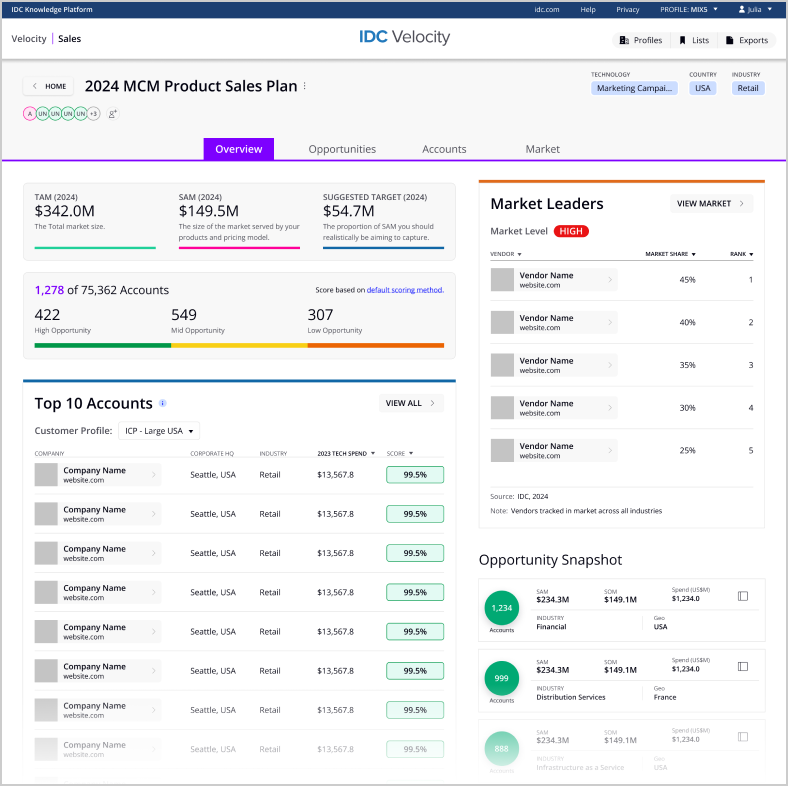 IDC Knowledge Platform
idc.com Help Privacy PROFILE: MIX5 Julia
Velocity | Sales
IDC Velocity
Profiles Lists Exports
HOME
2024 MCM Product Sales Plan
TECHNOLOGY COUNTRY INDUSTRY
Marketing Campai... USA Retail
A UN UN UN UN +3
Overview Opportunities Accounts Market
TAM (2024)
$342.0M
The Total market size.
SAM (2024)
$149.5M
The size of the market served by your
products and pricing model.
SUGGESTED TARGET (2024)
$54.7M
The proportion of SAM you should
realistically be aiming to capture.
1,278 of 75,362 Accounts
Score based on default scoring method.
422 549 307
High Opportunity Mid Opportunity Low Opportunity
Top 10 Accounts
VIEW ALL
Customer Profile: ICP - Large USA
COMPANY CORPORATE HQ INDUSTRY 2023 TECH SPEND SCORE
Company Name
website.com
Seattle, USA Retail $13,567.8 99.5%
Company Name
website.com
Seattle, USA Retail $13,567.8 99.5%
Company Name
website.com
Seattle, USA Retail $13,567.8 99.5%
Company Name
website.com
Seattle, USA Retail $13,567.8 99.5%
Company Name
website.com
Seattle, USA Retail $13,567.8 99.5%
Company Name
website.com
Seattle, USA Retail $13,567.8 99.5%
Company Name
website.com
Seattle, USA Retail $13,567.8 99.5%
Company Name
website.com
Seattle, USA Retail $13,567.8 99.5%
Market Leaders
VIEW MARKET
Market Level HIGH
VENDOR MARKET SHARE RANK
Vendor Name
website.com
45% 1
Vendor Name
website.com
40% 2
Vendor Name
website.com
35% 3
Vendor Name
website.com
30% 4
Vendor Name
website.com
25% 5
Source: IDC, 2024
Note: Vendors tracked in market across all industries
Opportunity Snapshot
1,234
Accounts
SAM SOM Spend (US$M)
$234.3M $149.1M $1,234.0
INDUSTRY Geo
Financial USA
999
Accounts
SAM SOM Spend (US$M)
$234.3M $149.1M $1,234.0
INDUSTRY Geo
Distribution Services France
888
Accounts
SAM SOM Spend (US$M)
$234.3M $149.1M $1,234.0
INDUSTRY Geo
Infrastructure as a Service USA